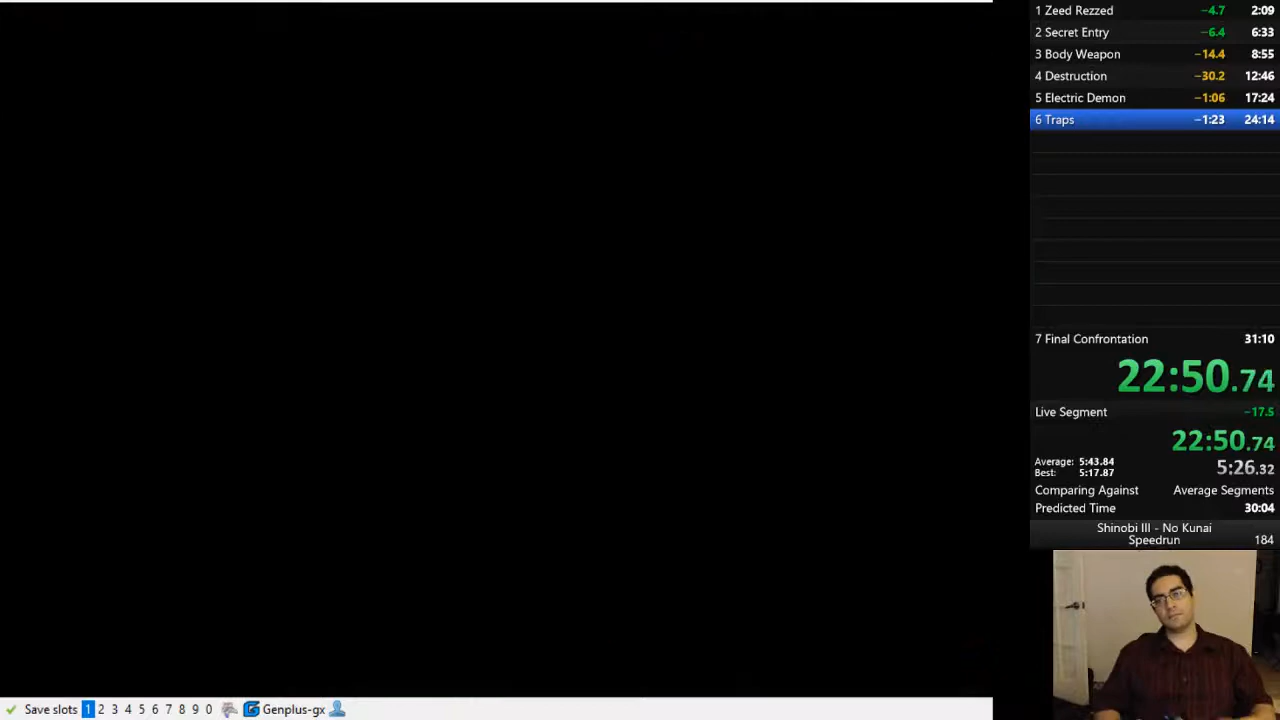 1 Zeed Rezzed −4.7 2:09
2 Secret Entry −6.4 6:33
3 Body Weapon −14.4 8:55
4 Destruction −30.2 12:46
5 Electric Demon −1:06 17:24
6 Traps −1:23 24:14
7 Final Confrontation 31:10
22:50.74
Live Segment −17.5
22:50.74
Average: 5:43.84
Best: 5:17.87
5:26.32
Comparing Against Average Segments
Predicted Time 30:04
Shinobi III - No Kunai
Speedrun 184
Save slots 1 2 3 4 5 6 7 8 9 0 Genplus-gx